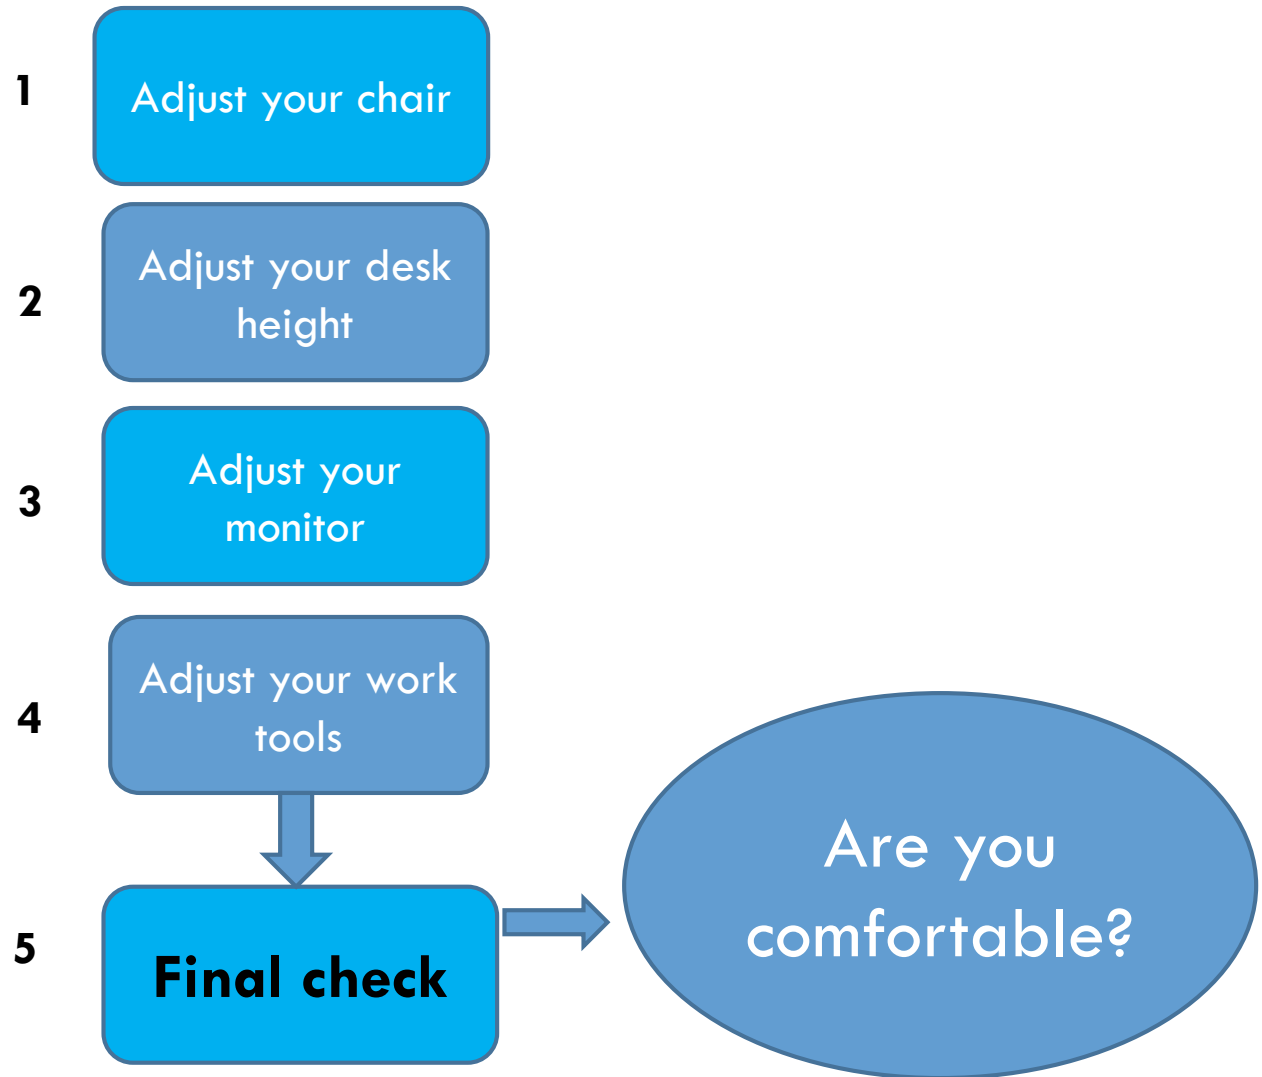 1
Adjust your chair
2
Adjust your desk
height
3
Adjust your
monitor
4
Adjust your work
tools
5
Final check
Are you
comfortable?